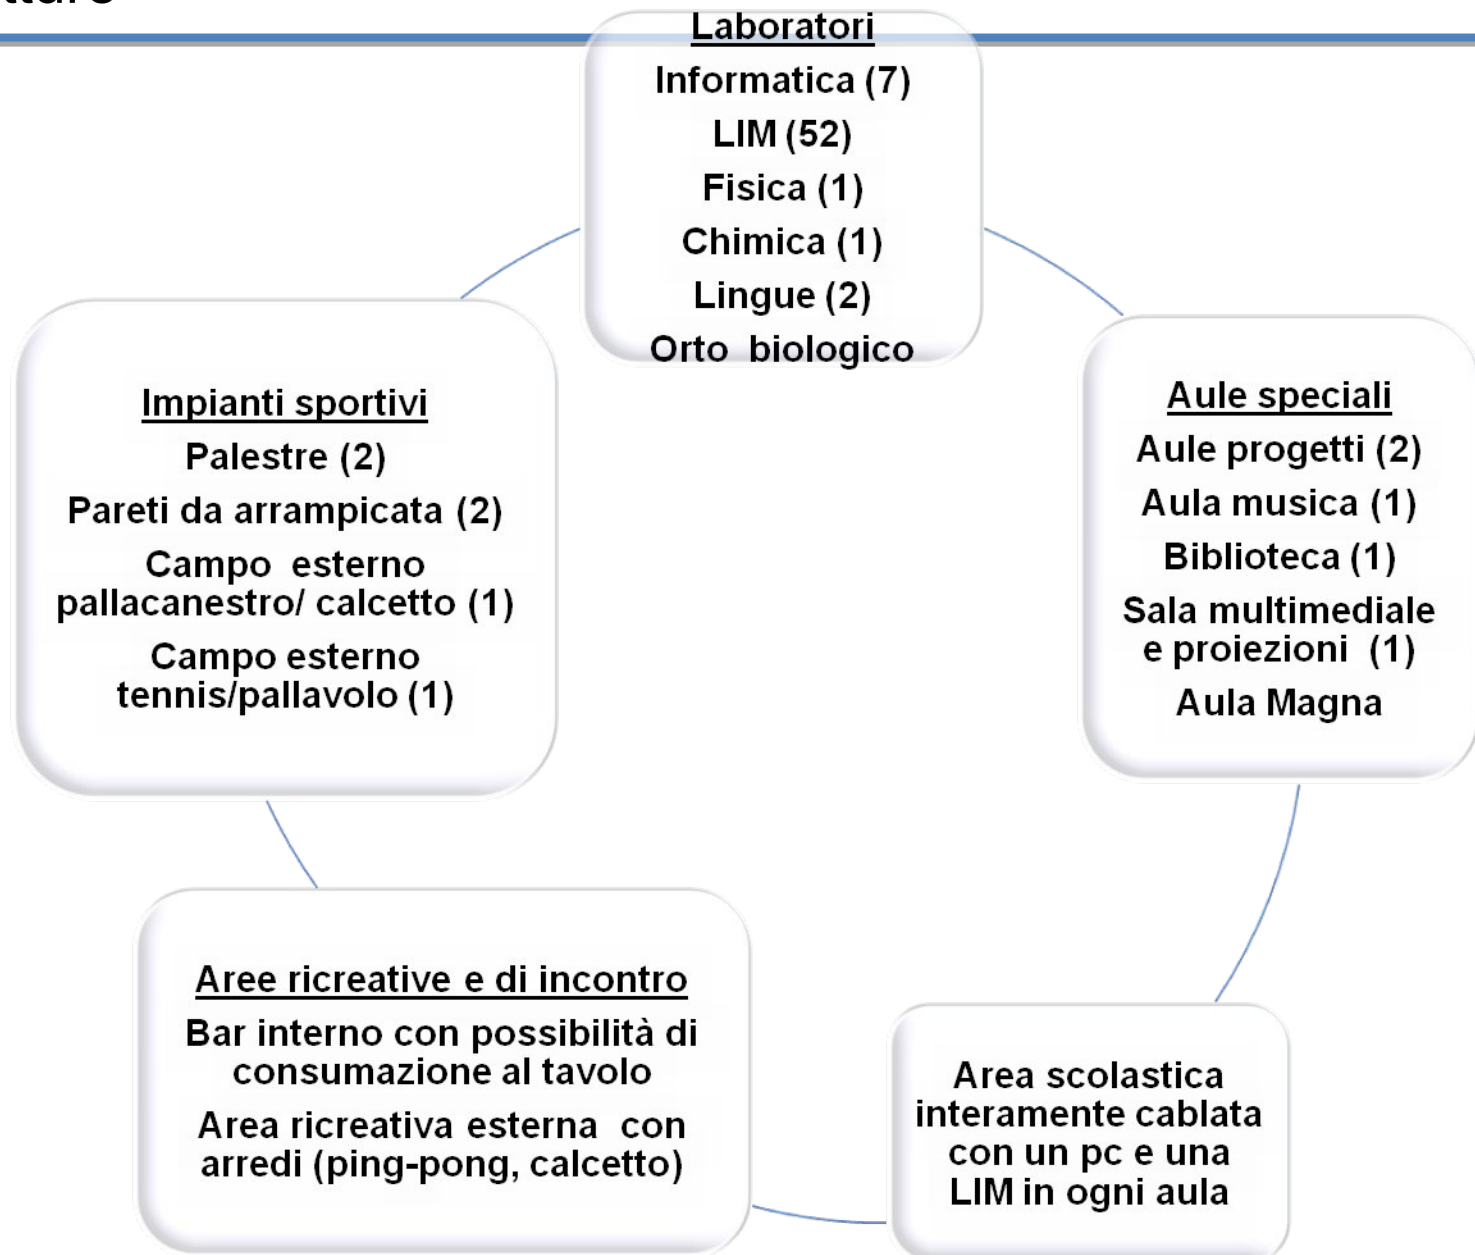 Laboratori
Informatica (7)
LIM (52)
Fisica (1)
Chimica (1)
Lingue (2)
Orto biologico
Impianti sportivi
Palestre (2)
Pareti da arrampicata (2)
Campo esterno
pallacanestro/ calcetto (1)
Campo esterno
tennis/pallavolo (1)
Aule speciali
Aule progetti (2)
Aula musica (1)
Biblioteca (1)
Sala multimediale
e proiezioni (1)
Aula Magna
Aree ricreative e di incontro
Bar interno con possibilità di
consumazione al tavolo
Area ricreativa esterna con
arredi (ping-pong, calcetto)
Area scolastica
interamente cablata
con un pc e una
LIM in ogni aula